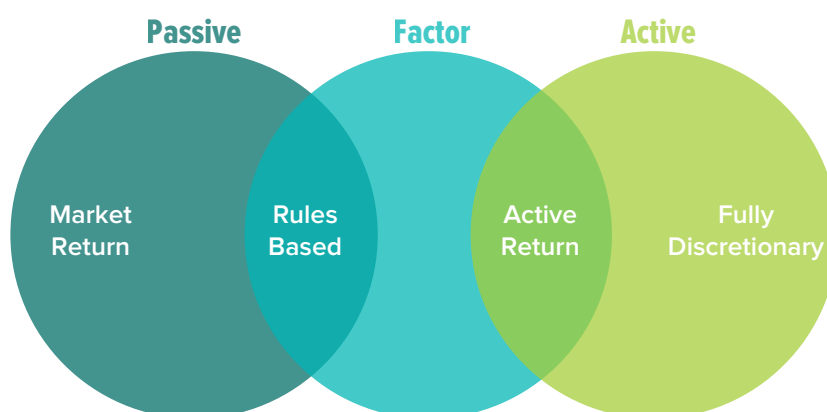 Passive
Factor
Active
Market
Return
Rules
Based
Active
Return
Fully
Discretionary